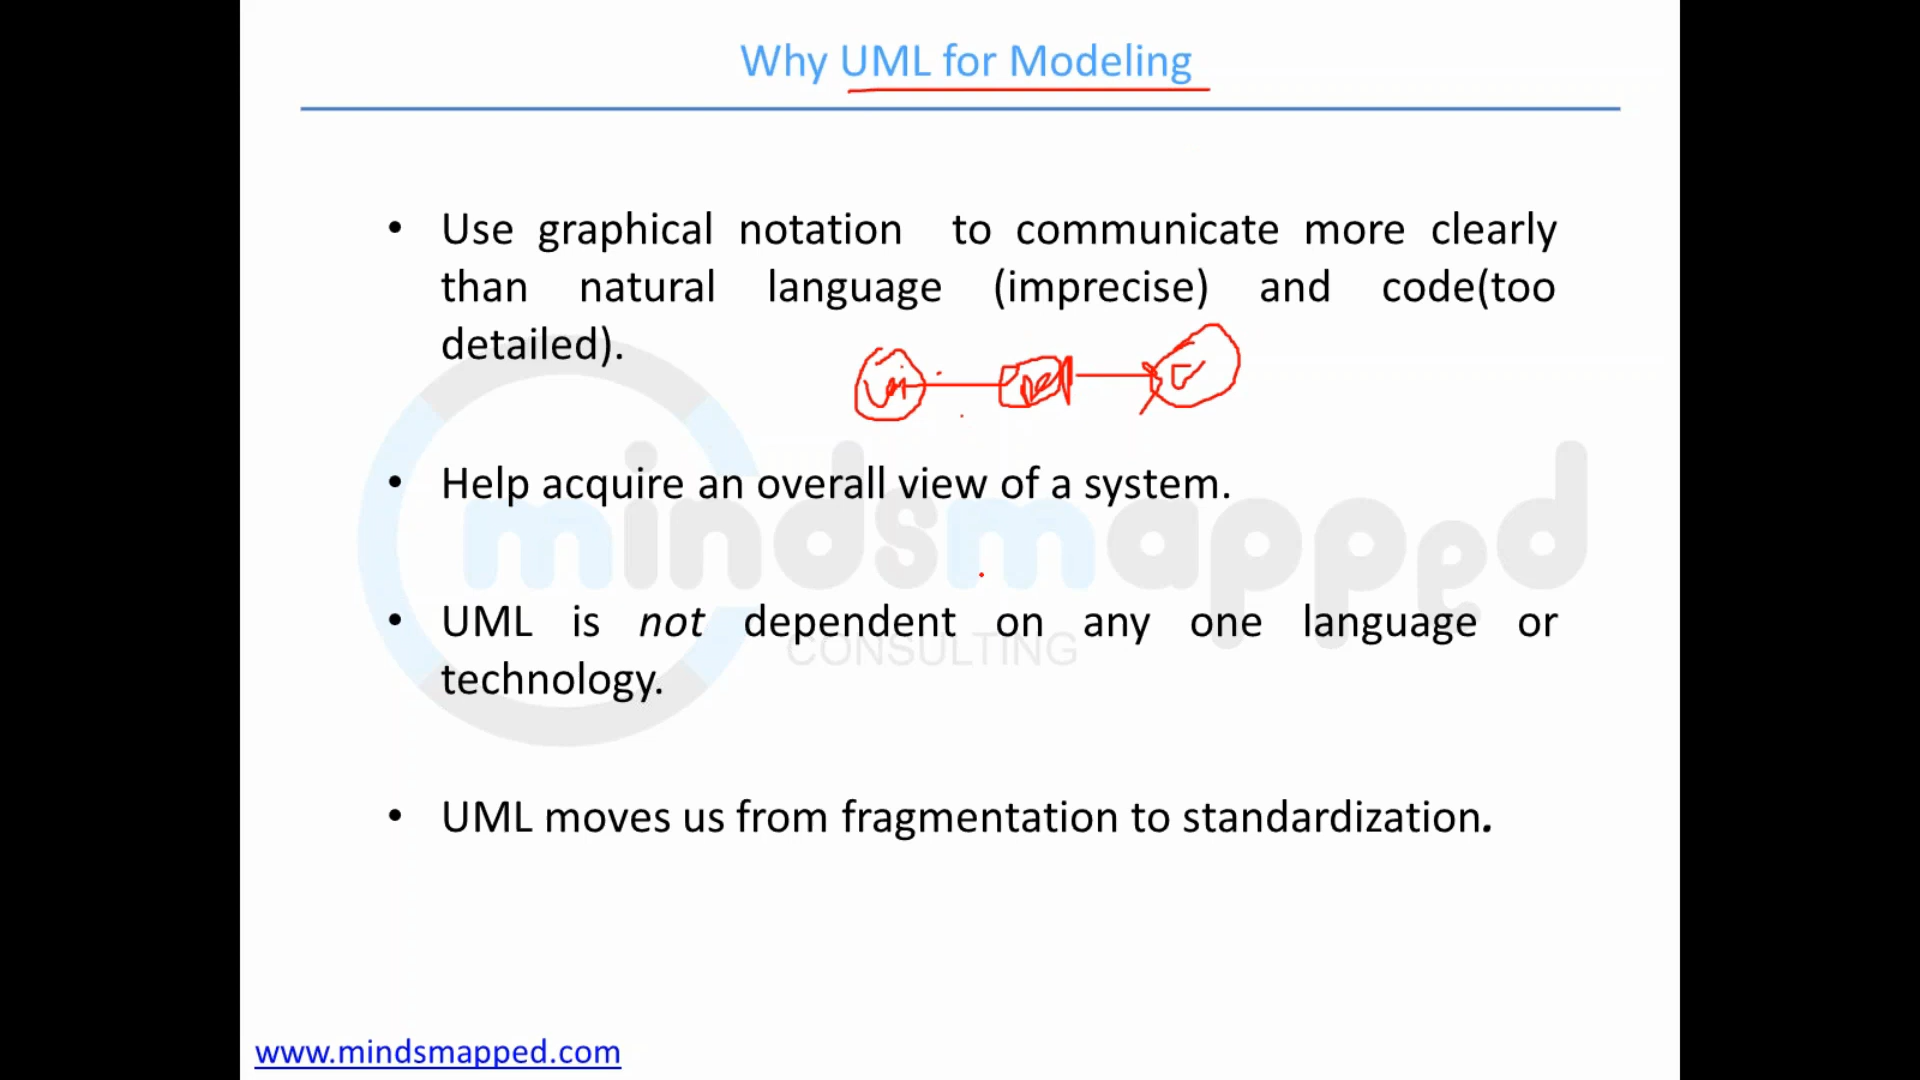 Why UML for Modeling
• Use graphical notation to communicate more clearly
than natural language (imprecise) and code(too
detailed).
• Help acquire an overall view of a system.
mindsmapped
• UML is not dependent on any one language or
CONSULTING
technology.
• UML moves us from fragmentation to standardization.
www.mindsmapped.com